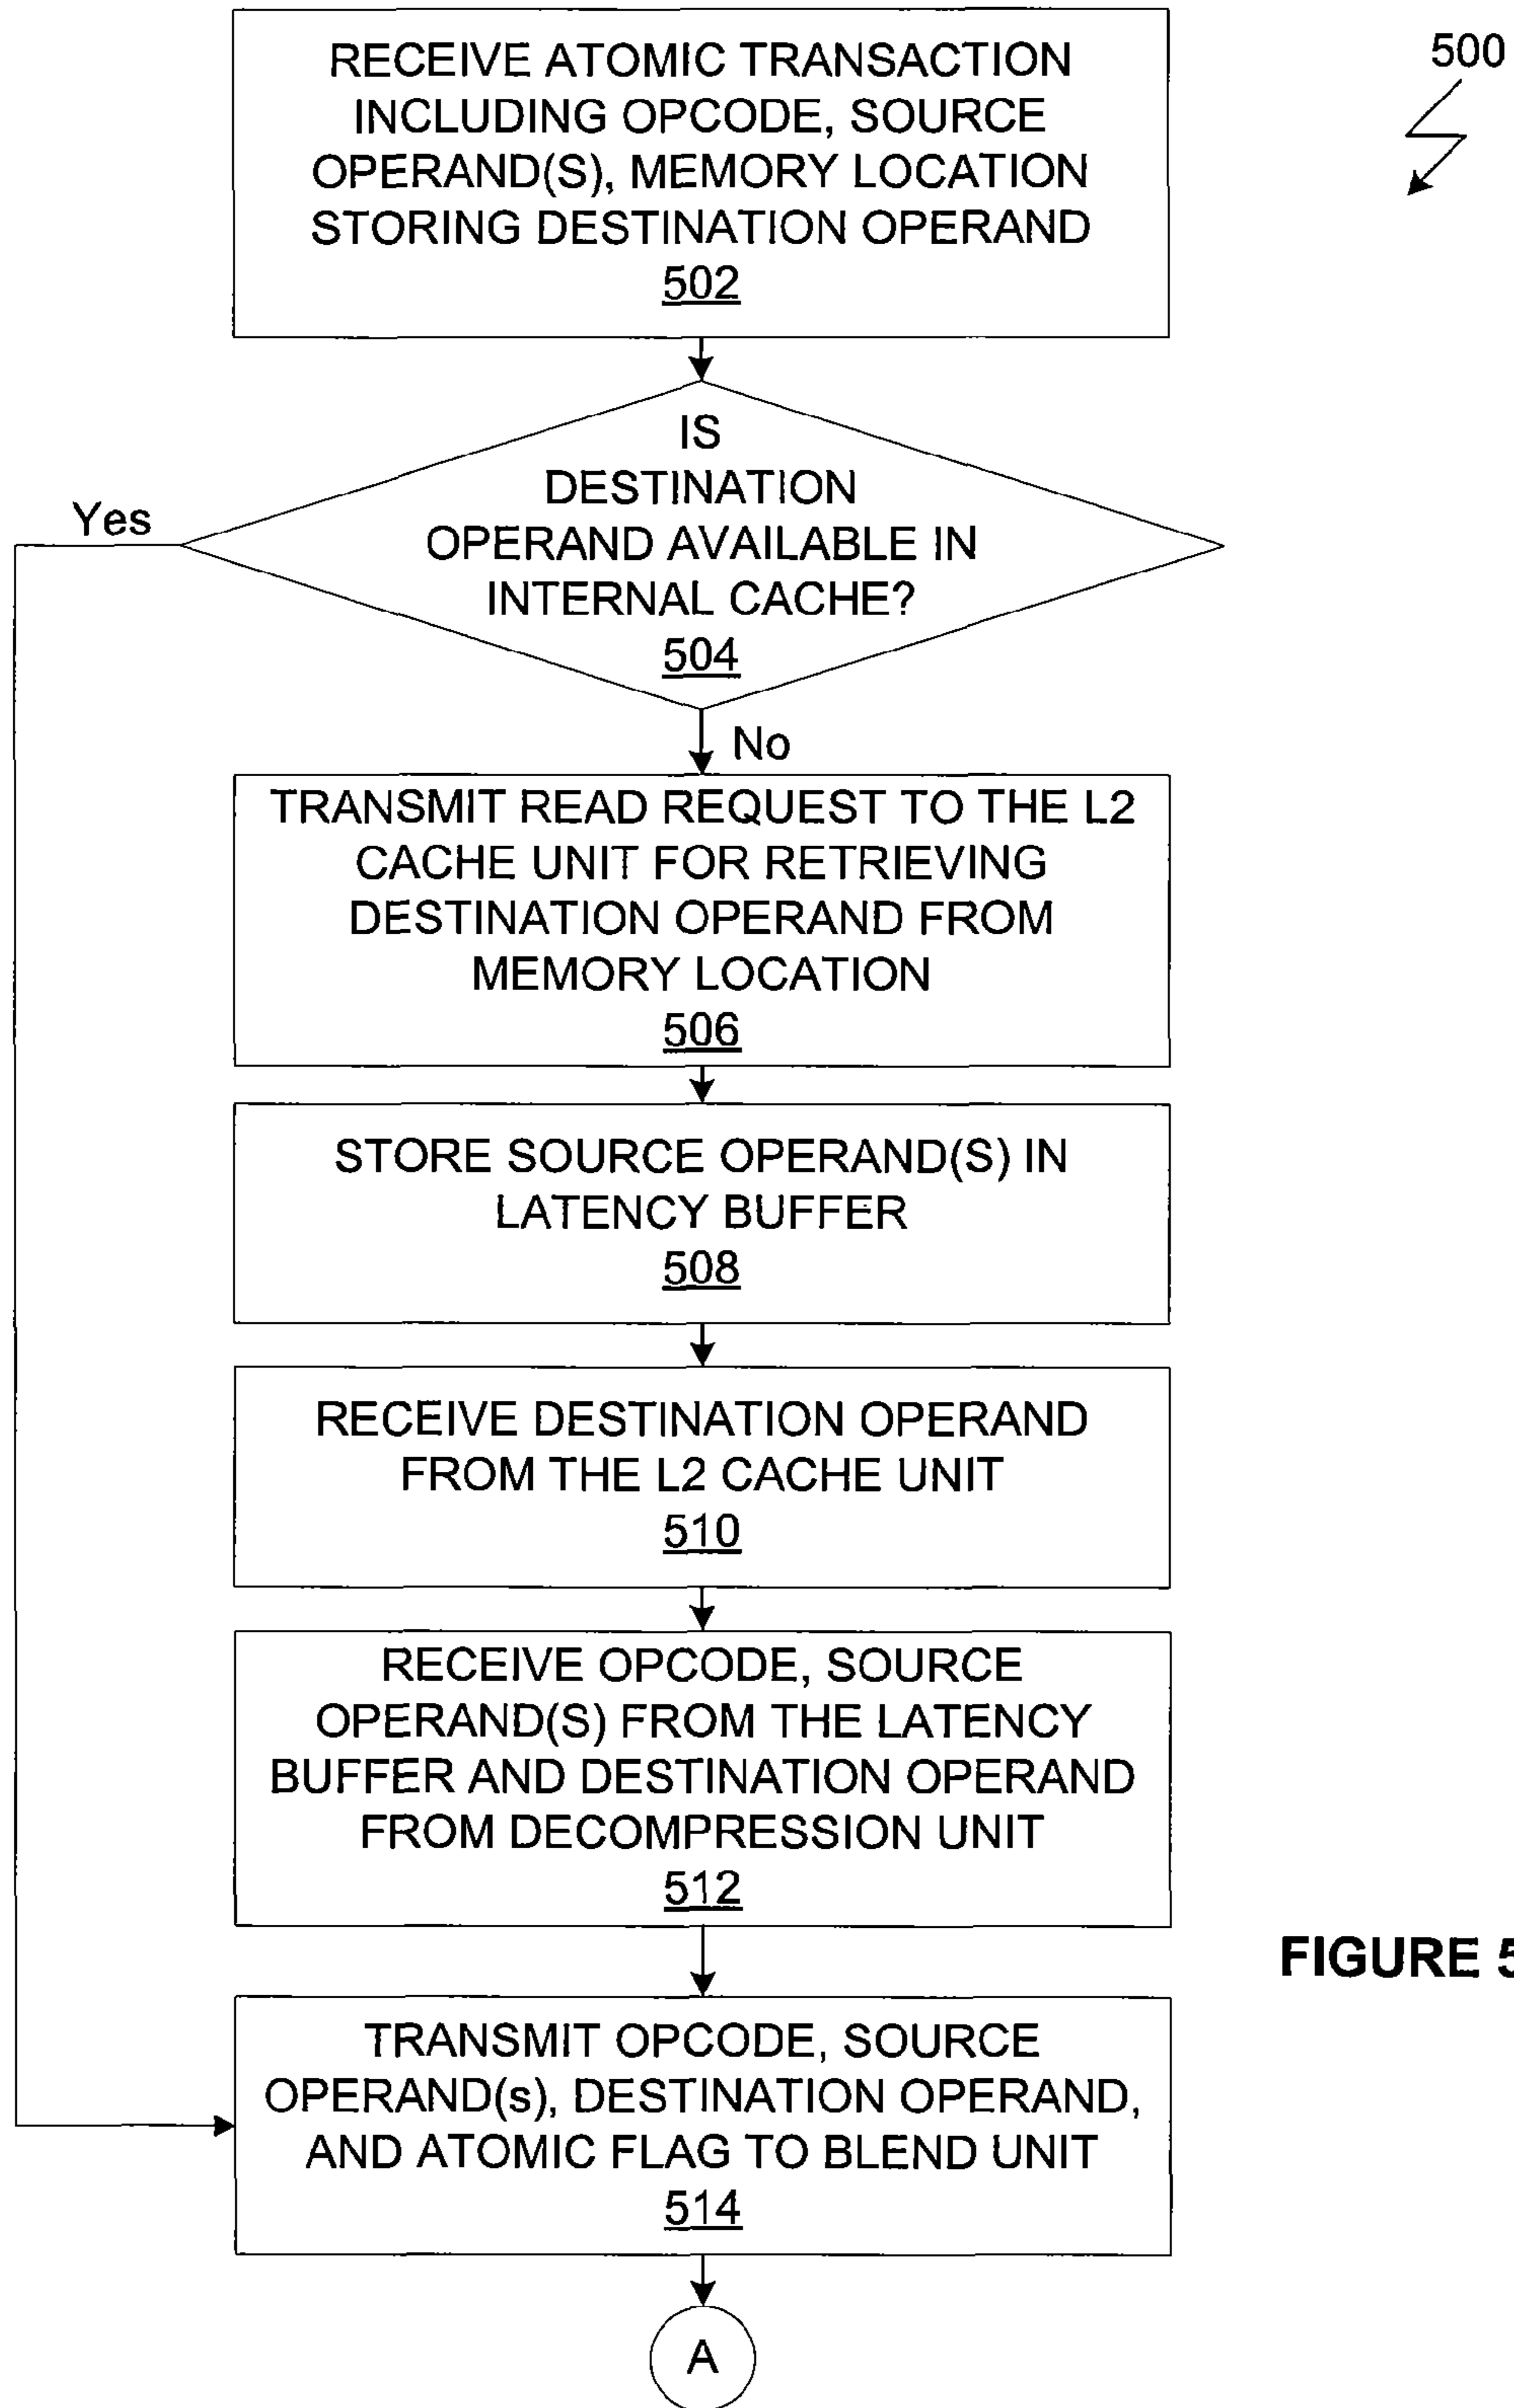 RECEIVE ATOMIC TRANSACTION
INCLUDING OPCODE, SOURCE
OPERAND(S), MEMORY LOCATION
STORING DESTINATION OPERAND
502
500
IS
DESTINATION
OPERAND AVAILABLE IN
INTERNAL CACHE?
504
Yes
No
TRANSMIT READ REQUEST TO THE L2
CACHE UNIT FOR RETRIEVING
DESTINATION OPERAND FROM
MEMORY LOCATION
506
STORE SOURCE OPERAND(S) IN
LATENCY BUFFER
508
RECEIVE DESTINATION OPERAND
FROM THE L2 CACHE UNIT
510
RECEIVE OPCODE, SOURCE
OPERAND(S) FROM THE LATENCY
BUFFER AND DESTINATION OPERAND
FROM DECOMPRESSION UNIT
512
FIGURE 5
TRANSMIT OPCODE, SOURCE
OPERAND(s), DESTINATION OPERAND,
AND ATOMIC FLAG TO BLEND UNIT
514
A